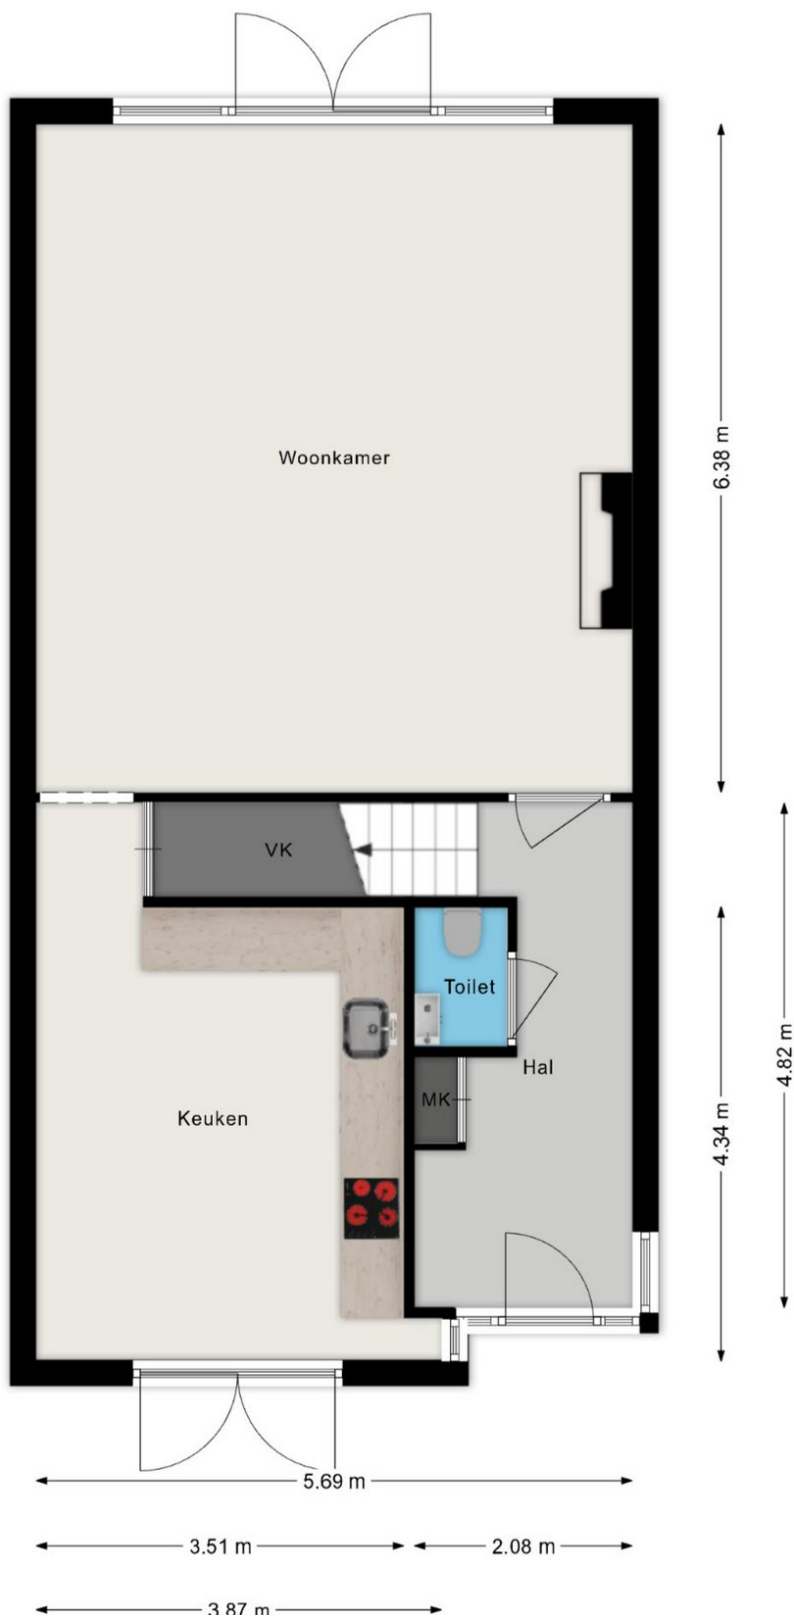 Woonkamer
6.38 m
VK
Toilet
Hal
MK
Keuken
4.82 m
4.34 m
5.69 m
3.51 m
2.08 m
3.87 m